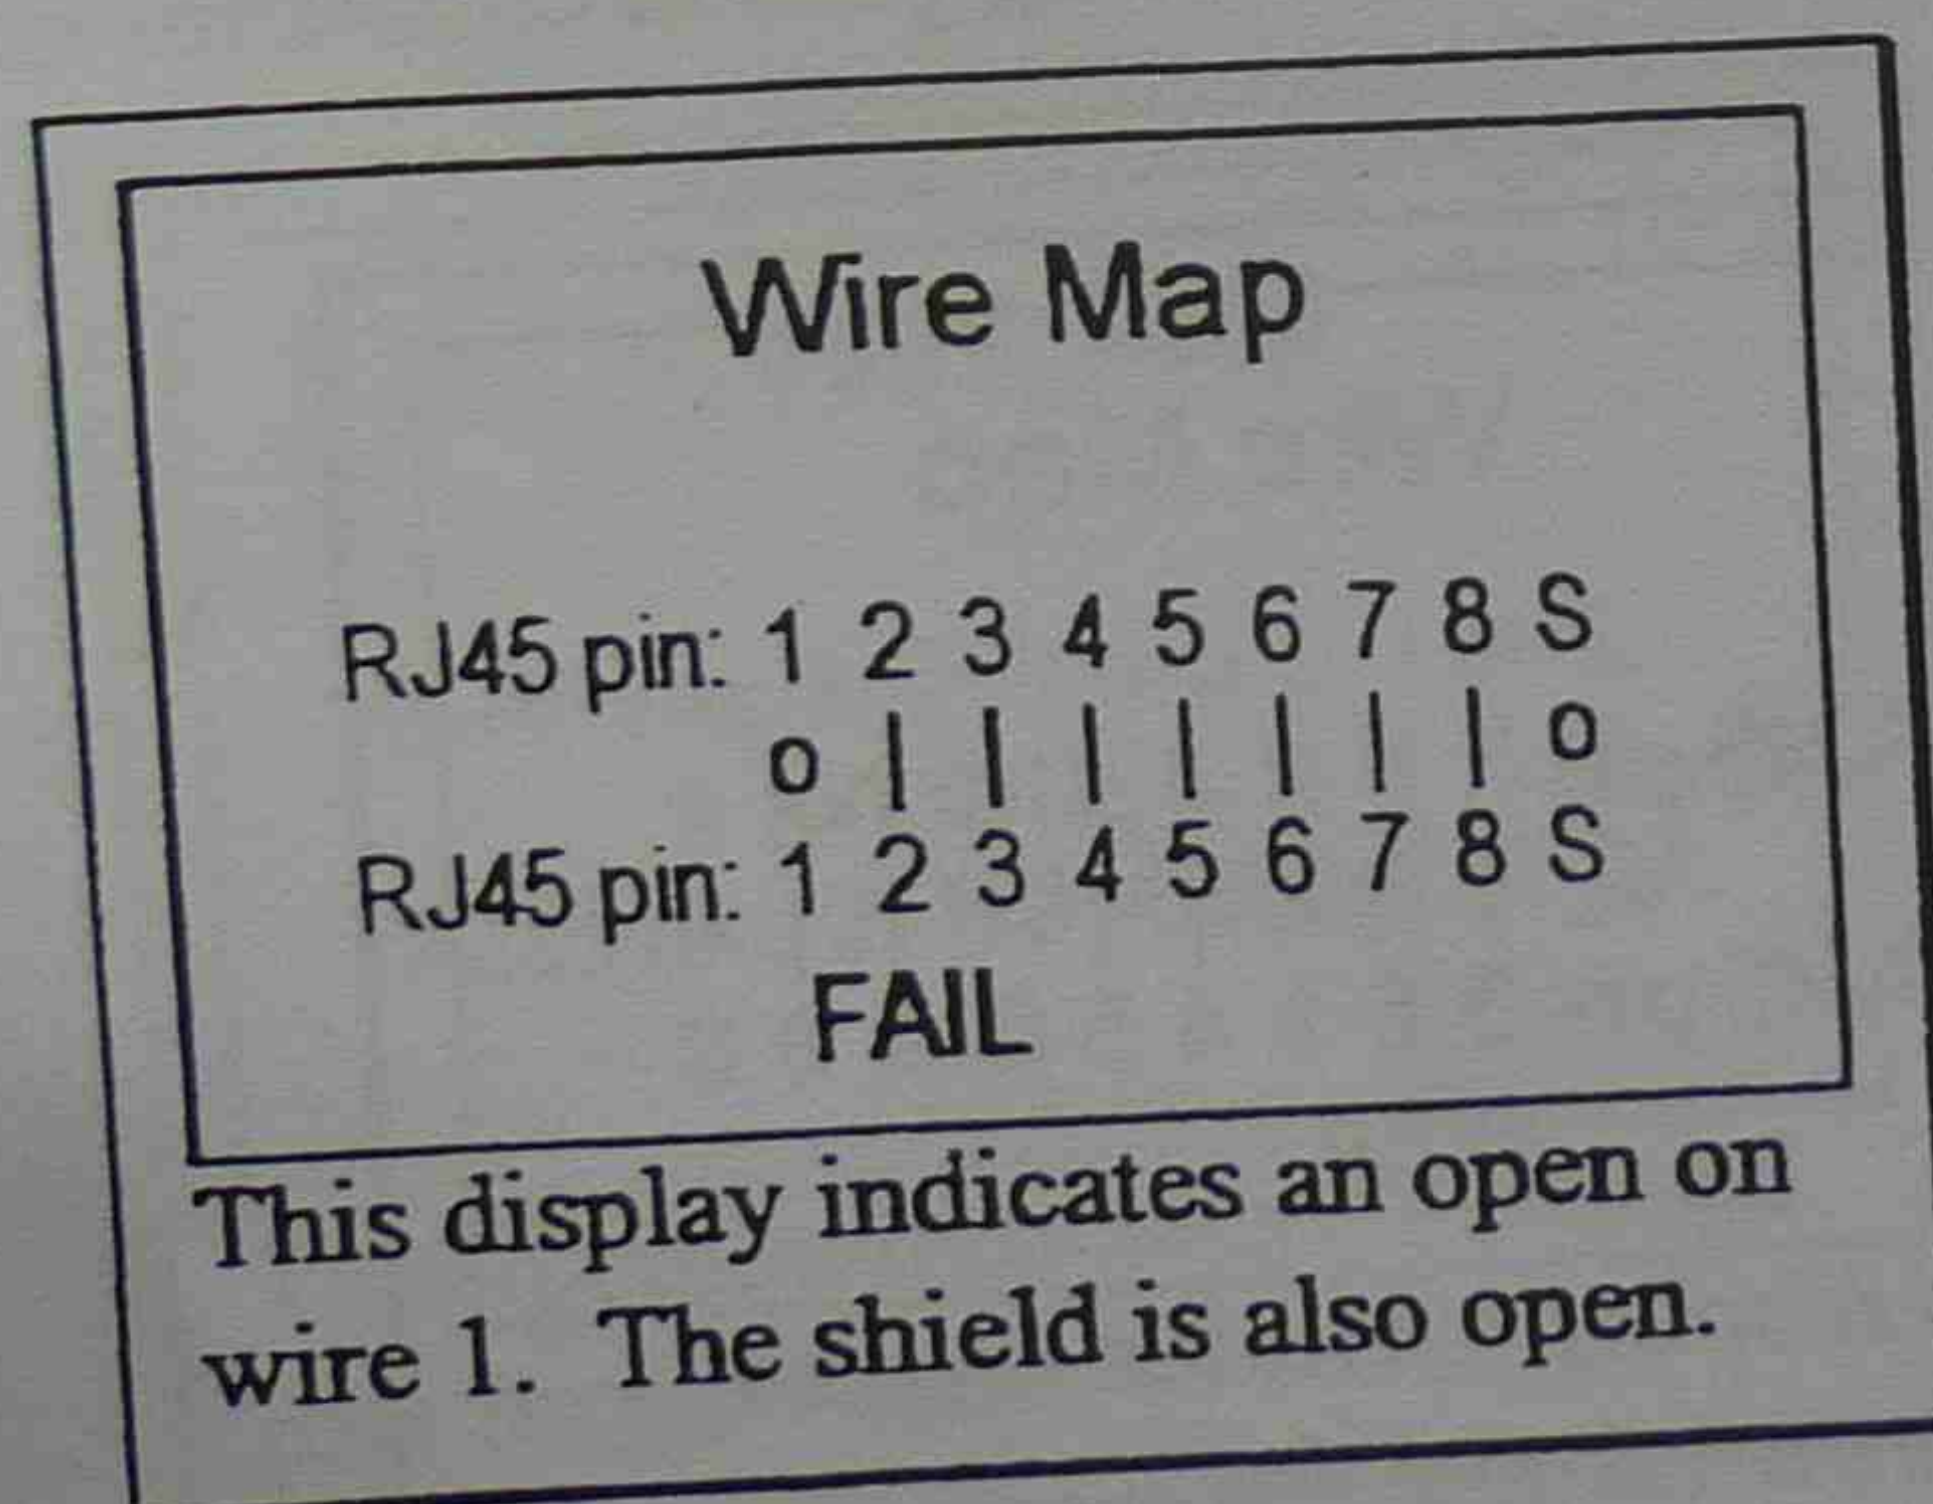 Wire Map
RJ45 pin: 1 2 3 4 5 6 7 8 S
o | | | | | | | o
RJ45 pin: 1 2 3 4 5 6 7 8 S
FAIL
This display indicates an open on
wire 1. The shield is also open.